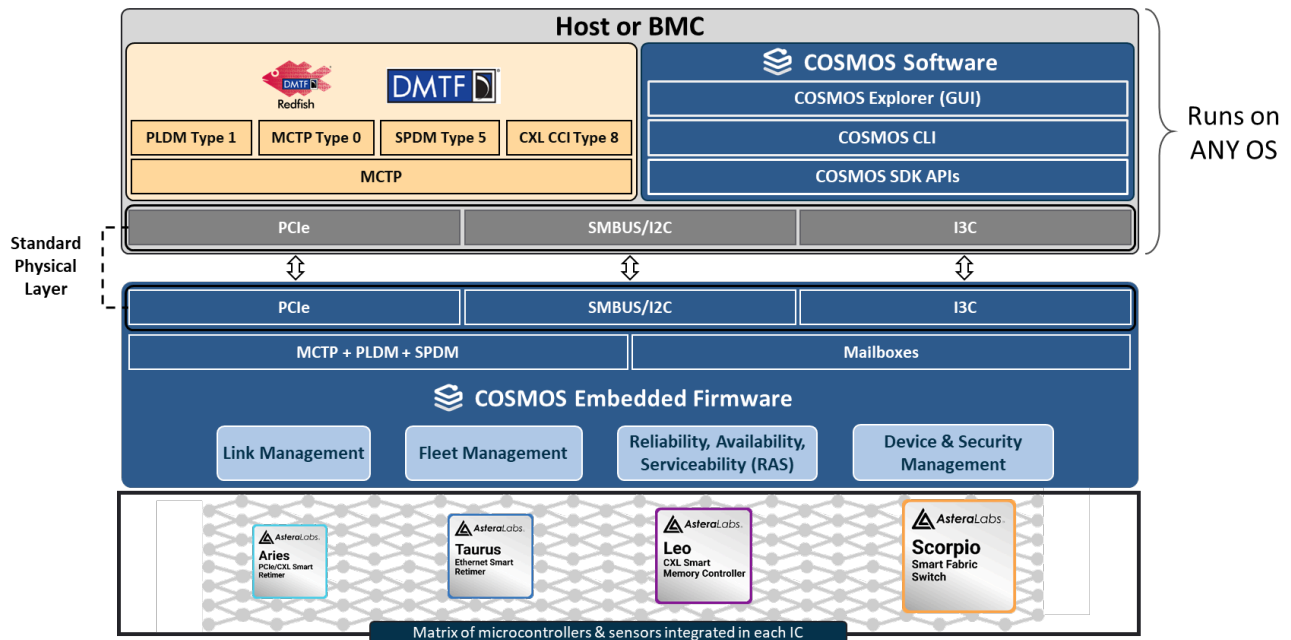 Host or BMC
DMTF
Redfish
DMTF
PLDM Type 1
MCTP Type 0
SPDM Type 5
CXL CCI Type 8
MCTP
COSMOS Software
COSMOS Explorer (GUI)
COSMOS CLI
COSMOS SDK APIs
Runs on
ANY OS
PCIe
SMBUS/I2C
I3C
Standard
Physical
Layer
PCIe
SMBUS/I2C
I3C
MCTP + PLDM + SPDM
Mailboxes
COSMOS Embedded Firmware
Link Management
Fleet Management
Reliability, Availability,
Serviceability (RAS)
Device & Security
Management
AsteraLabs.
Aries
PCIe/CXL Smart
Retimer
AsteraLabs.
Taurus
Ethernet Smart
Retimer
AsteraLabs.
Leo
CXL Smart
Memory Controller
AsteraLabs.
Scorpio
Smart Fabric
Switch
Matrix of microcontrollers & sensors integrated in each IC